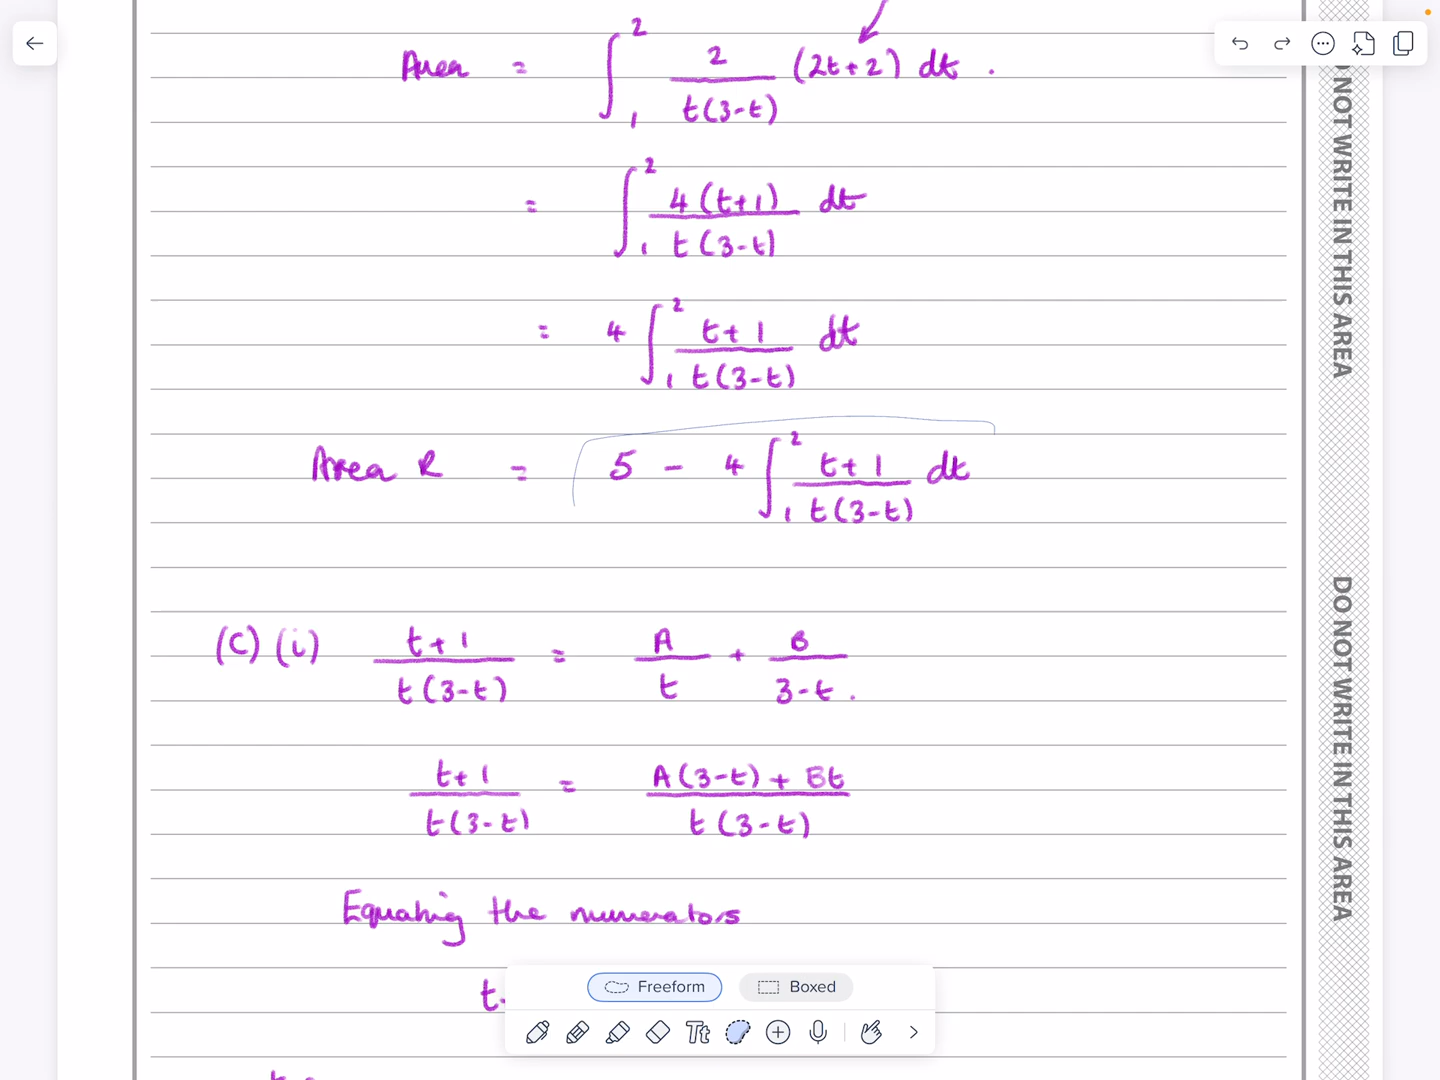 Area = ∫₁² 2/(t(3-t)) (2t+2) dt .
= ∫₁² 4(t+1)/(t(3-t)) dt
= 4 ∫₁² (t+1)/(t(3-t)) dt
Area R = 5 - 4 ∫₁² (t+1)/(t(3-t)) dt
(C) (i) (t+1)/(t(3-t)) = A/t + B/(3-t) .
(t+1)/(t(3-t)) = (A(3-t) + Bt)/(t(3-t))
Equating the numerators
t
Freeform Boxed
Tt
DO NOT WRITE IN THIS AREA
DO NOT WRITE IN THIS AREA